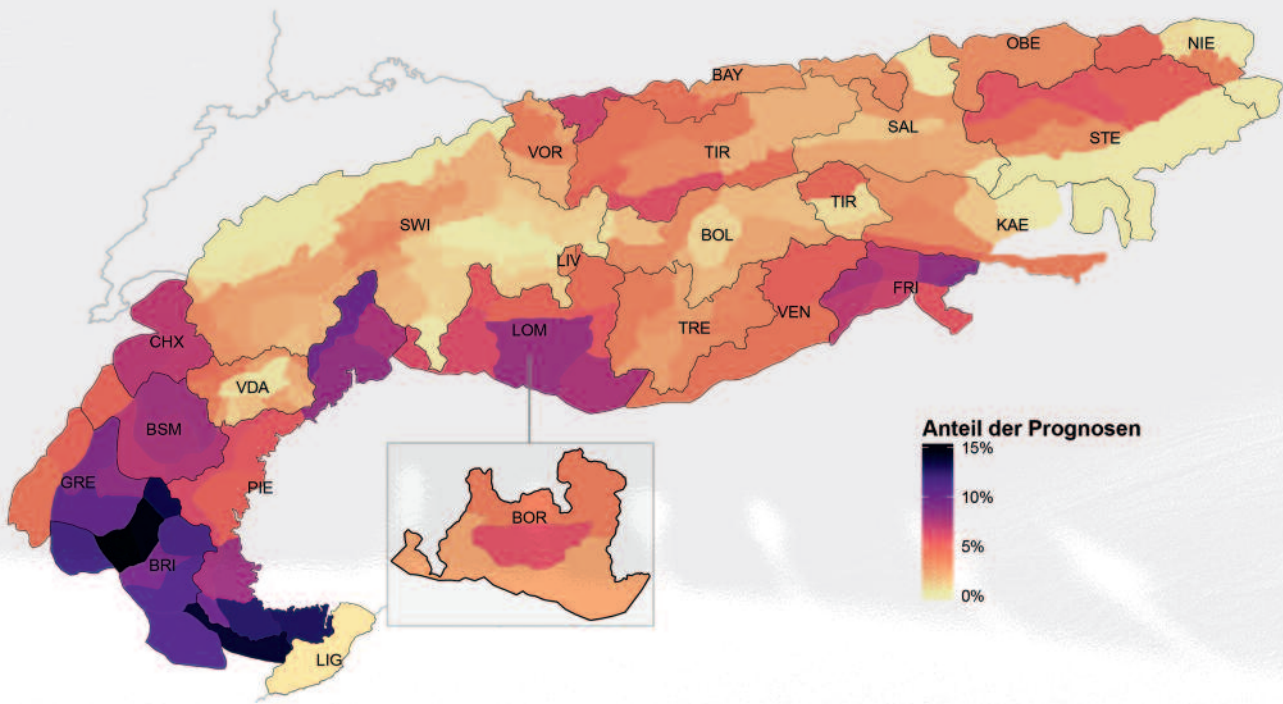 OBE
NIE
BAY
SAL
STE
VOR
TIR
TIR
SWI
BOL
KAE
LIV
FRI
LOM
TRE
VEN
CHX
VDA
BSM
GRE
PIE
BRI
LIG
BOR
Anteil der Prognosen
15%
10%
5%
0%